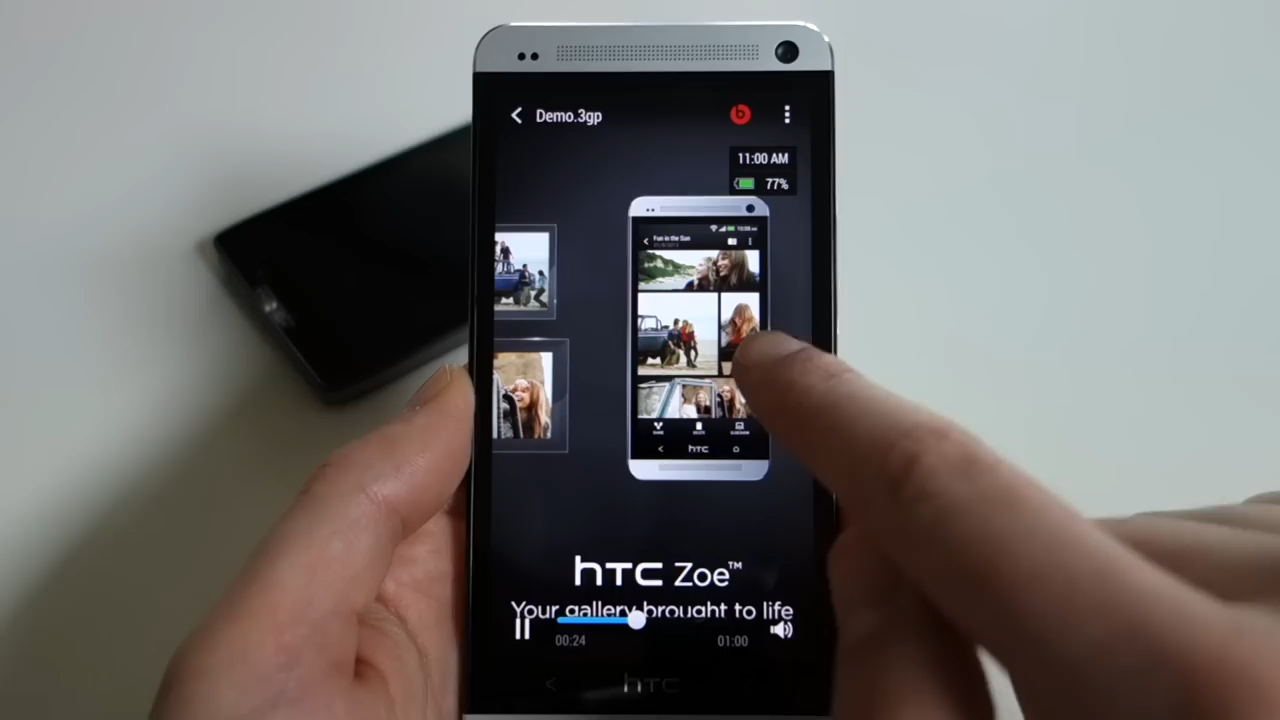 Demo.3gp
11:00 AM
77%
Fun in the Sun
htc
hTC Zoe™
Your gallery brought to life
00:24
01:00
hTC